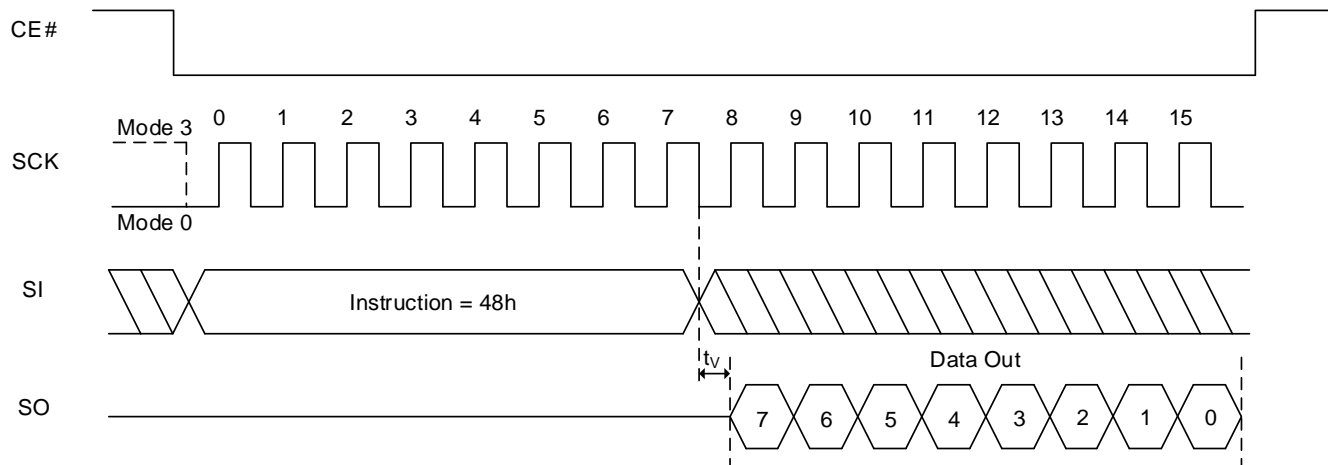 CE#
0 1 2 3 4 5 6 7 8 9 10 11 12 13 14 15
Mode 3
SCK
Mode 0
SI
Instruction = 48h
tV
Data Out
SO
7 6 5 4 3 2 1 0